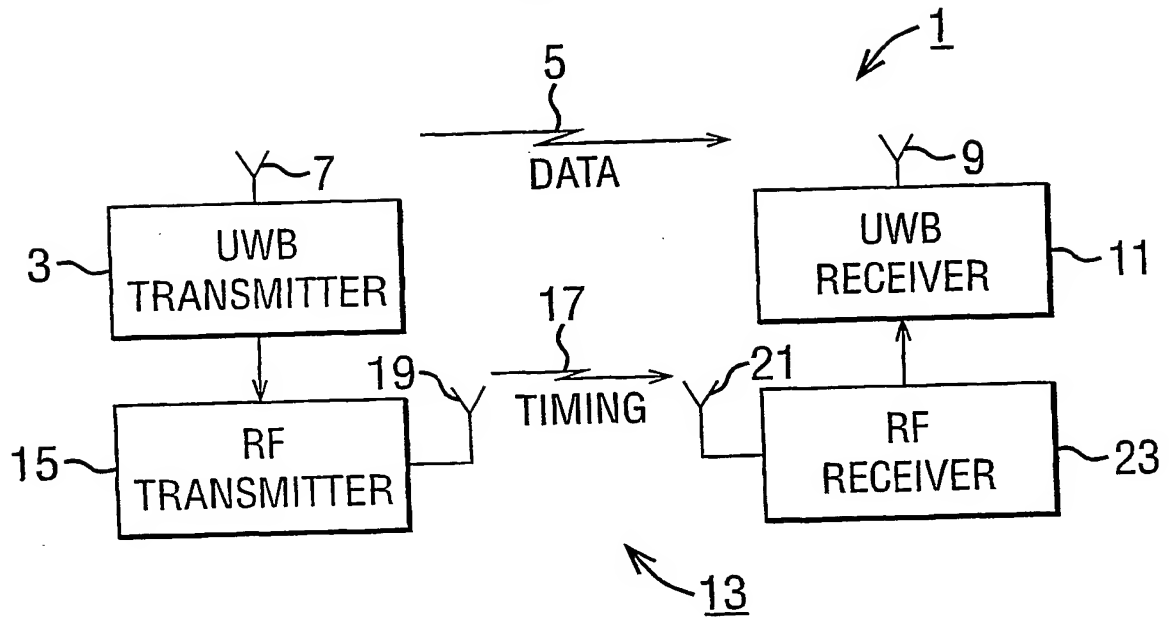 1
5
DATA
7
9
UWB
TRANSMITTER
3
UWB
RECEIVER
11
17
TIMING
19
21
RF
TRANSMITTER
15
RF
RECEIVER
23
13